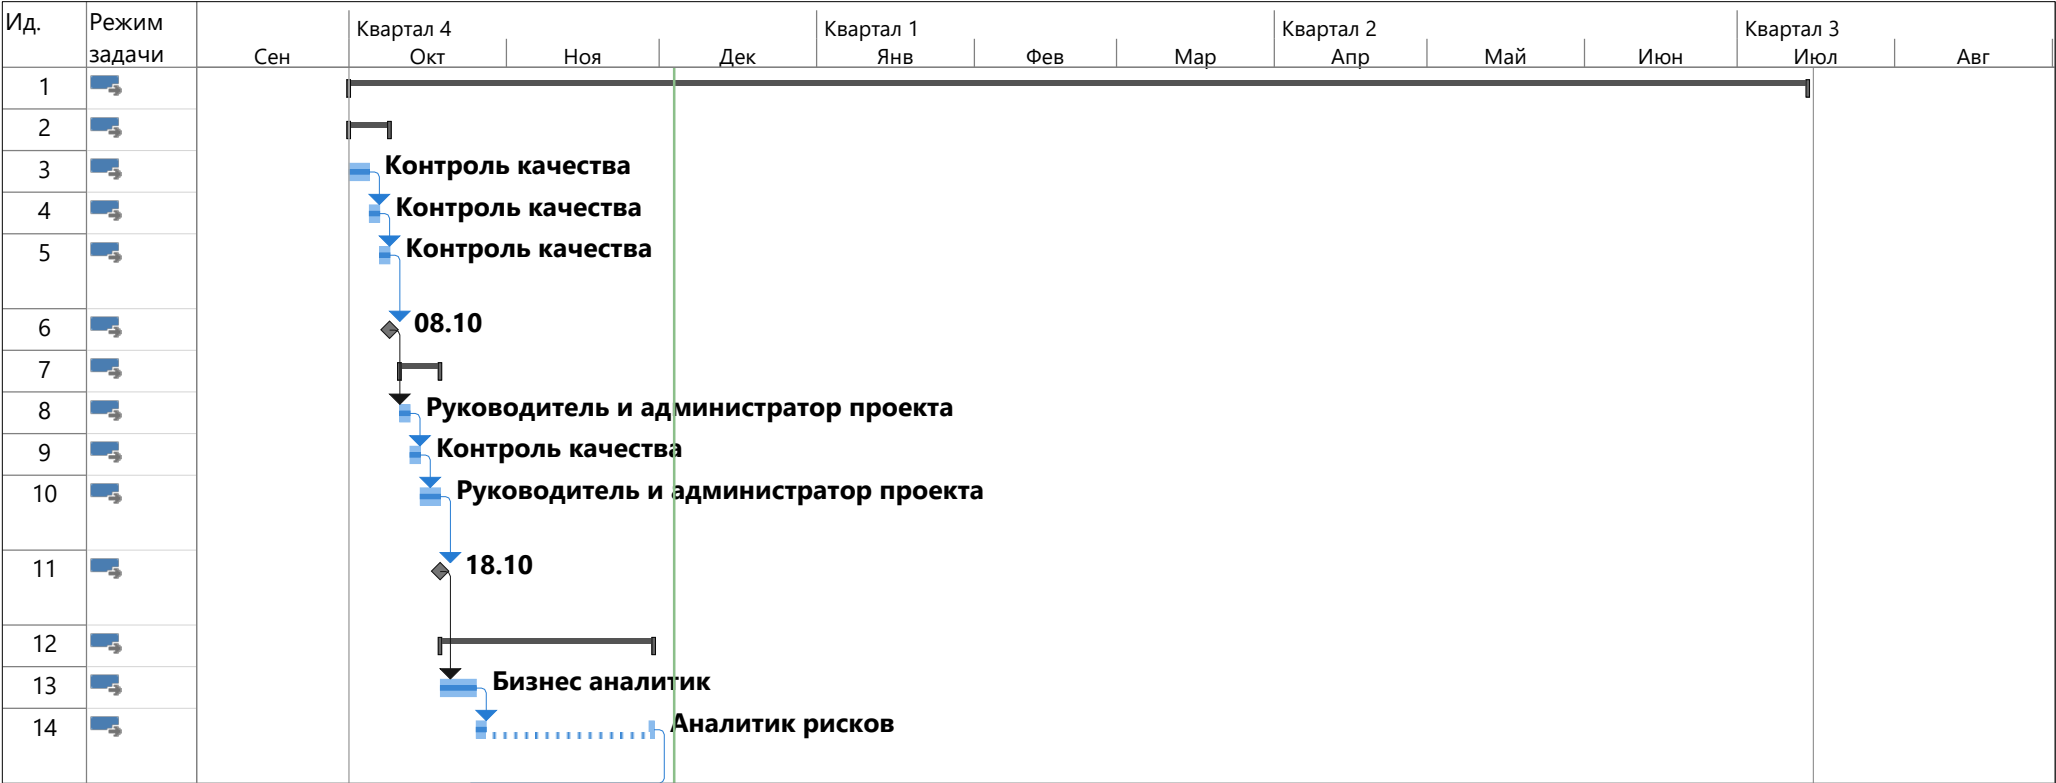 Ид.
Режим задачи
Квартал 4
Квартал 1
Квартал 2
Квартал 3
Сен
Окт
Ноя
Дек
Янв
Фев
Мар
Апр
Май
Июн
Июл
Авг
1
2
3
Контроль качества
4
Контроль качества
5
Контроль качества
6
08.10
7
8
Руководитель и администратор проекта
9
Контроль качества
10
Руководитель и администратор проекта
11
18.10
12
13
Бизнес аналитик
14
Аналитик рисков